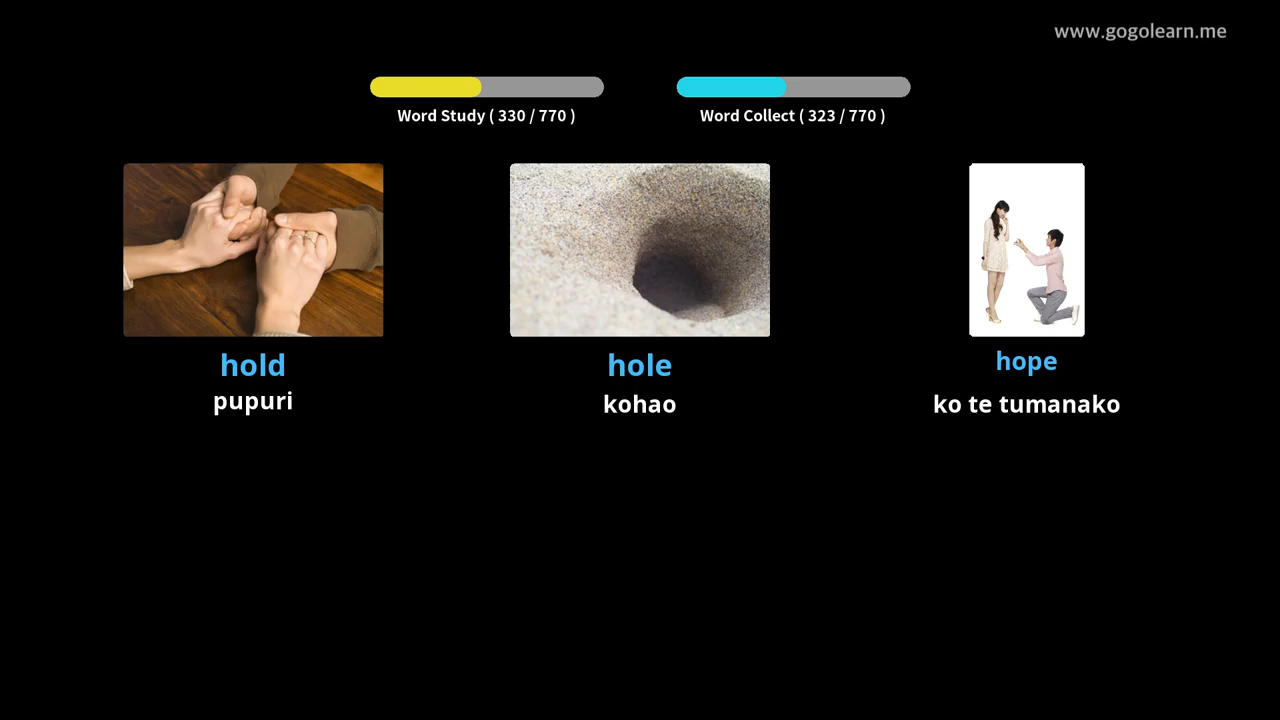 www.gogolearn.me
Word Study ( 330 / 770 )
Word Collect ( 323 / 770 )
hold
pupuri
hole
kohao
hope
ko te tumanako